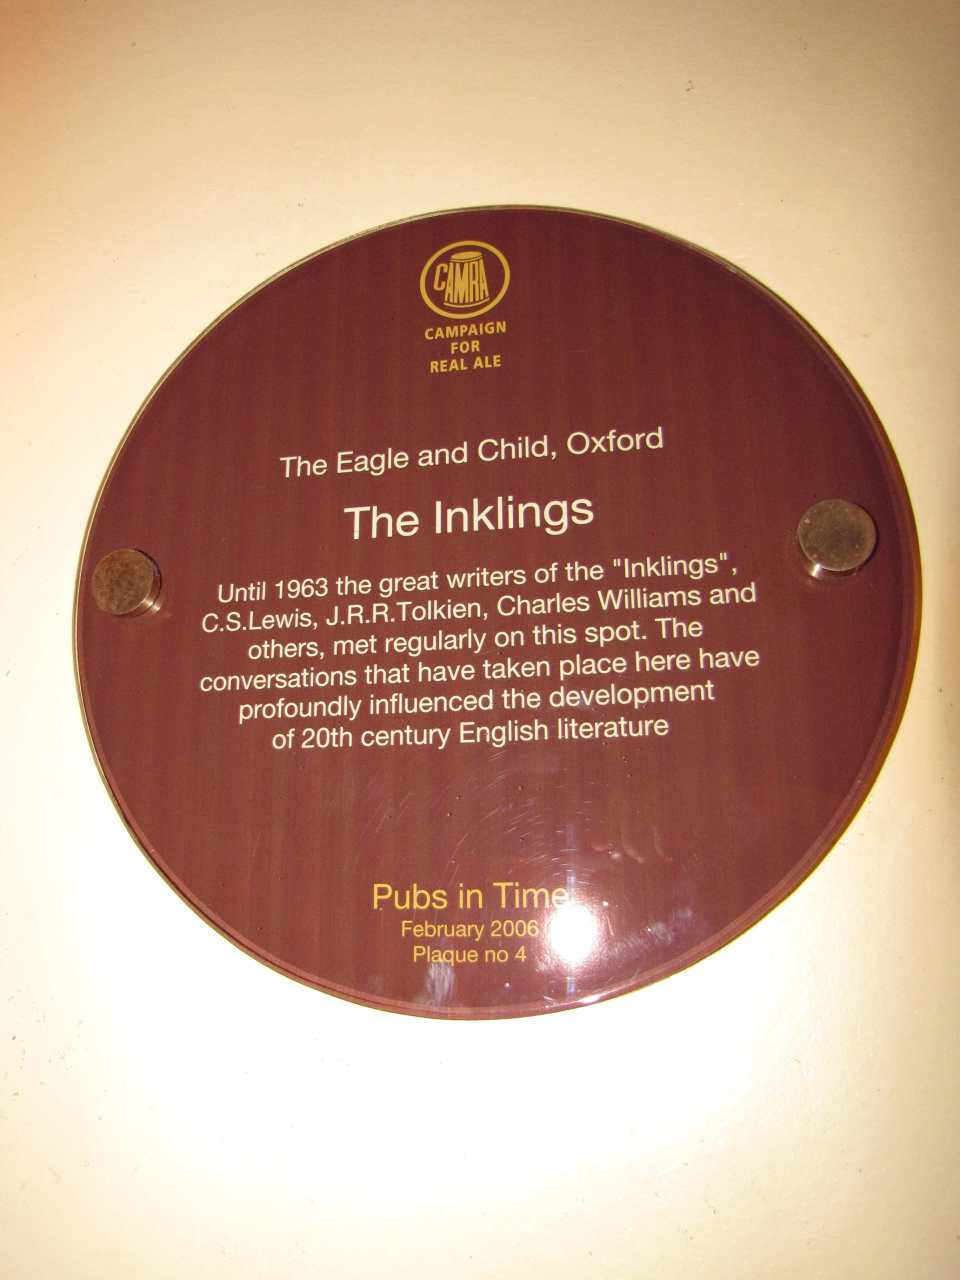 CAMRA
CAMPAIGN
FOR
REAL ALE
The Eagle and Child, Oxford
The Inklings
Until 1963 the great writers of the "Inklings",
C.S.Lewis, J.R.R.Tolkien, Charles Williams and
others, met regularly on this spot. The
conversations that have taken place here have
profoundly influenced the development
of 20th century English literature
Pubs in Time
February 2006
Plaque no 4